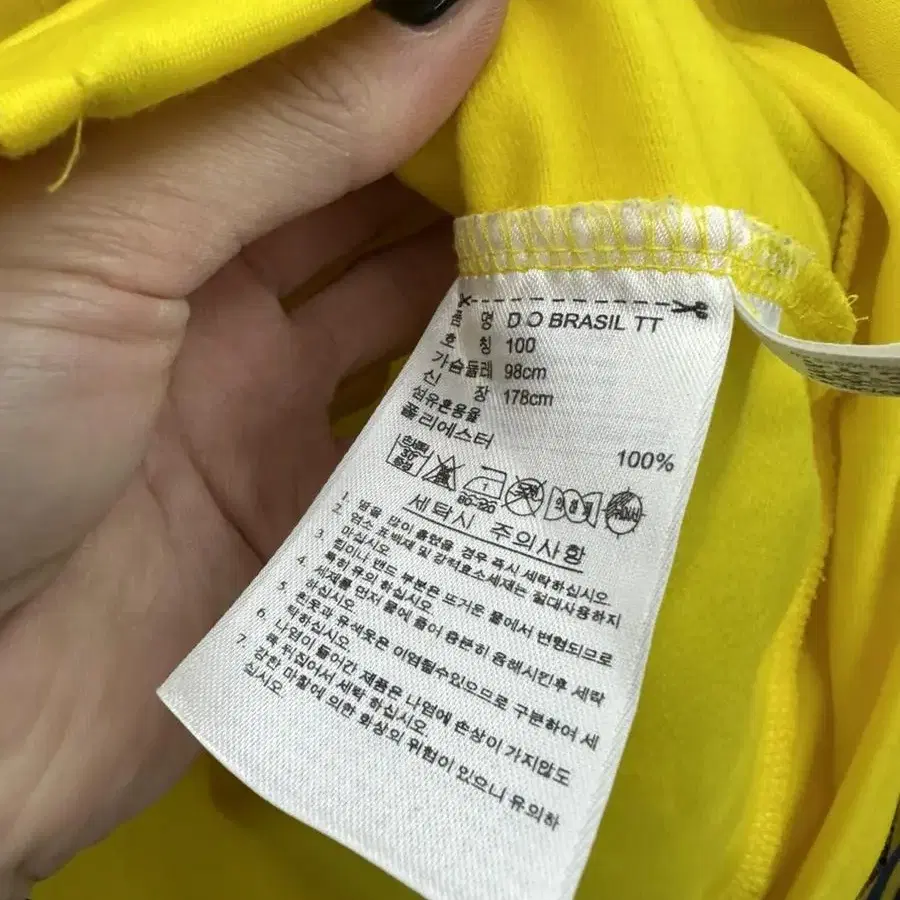 품 명 D O BRASIL TT
호 칭 100
가슴둘레 98cm
신 장 178cm
섬유혼용율
폴리에스터 100%
80-120
세탁시 주의사항
1. 땀을 많이 흘렸을 경우 즉시 세탁하십시오.
2. 염소 표백제 및 강력효소세제는 절대사용하지
마십시오
3. 힙이나 밴드 부분은 뜨거운 물에서 변형되므로
특히 유의 하십시오.
4. 세제를 먼저 물에 풀어 충분히 용해시킨후 세탁
하십시오
5. 흰옷과 유색옷은 이염될수있으므로 구분하여 세
탁하십시오.
6. 나염이 들어간 제품은 나염에 손상이 가지않도
록 뒤집어서 세탁 하십시오.
7. 강한 마찰에 의한 화상의 위험이 있으니 유의하
십시오